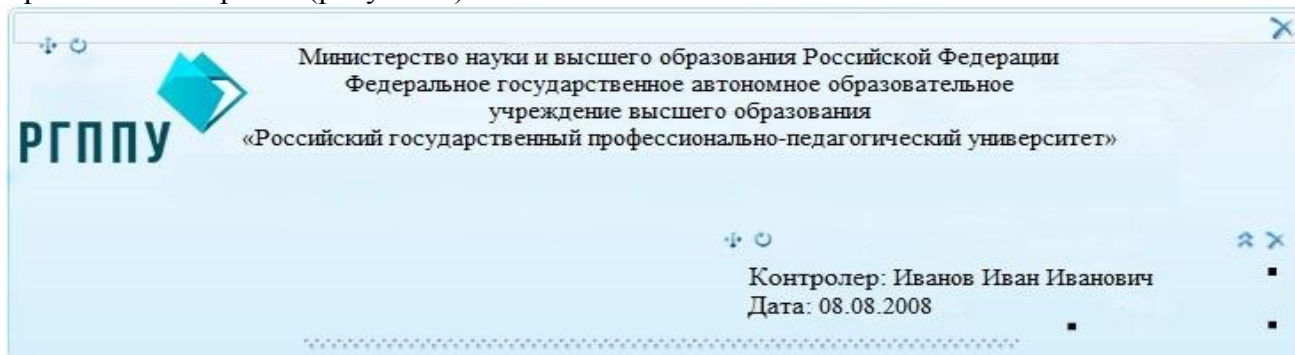 Министерство науки и высшего образования Российской Федерации
Федеральное государственное автономное образовательное
учреждение высшего образования
«Российский государственный профессионально-педагогический университет»
РГППУ
Контролер: Иванов Иван Иванович
Дата: 08.08.2008